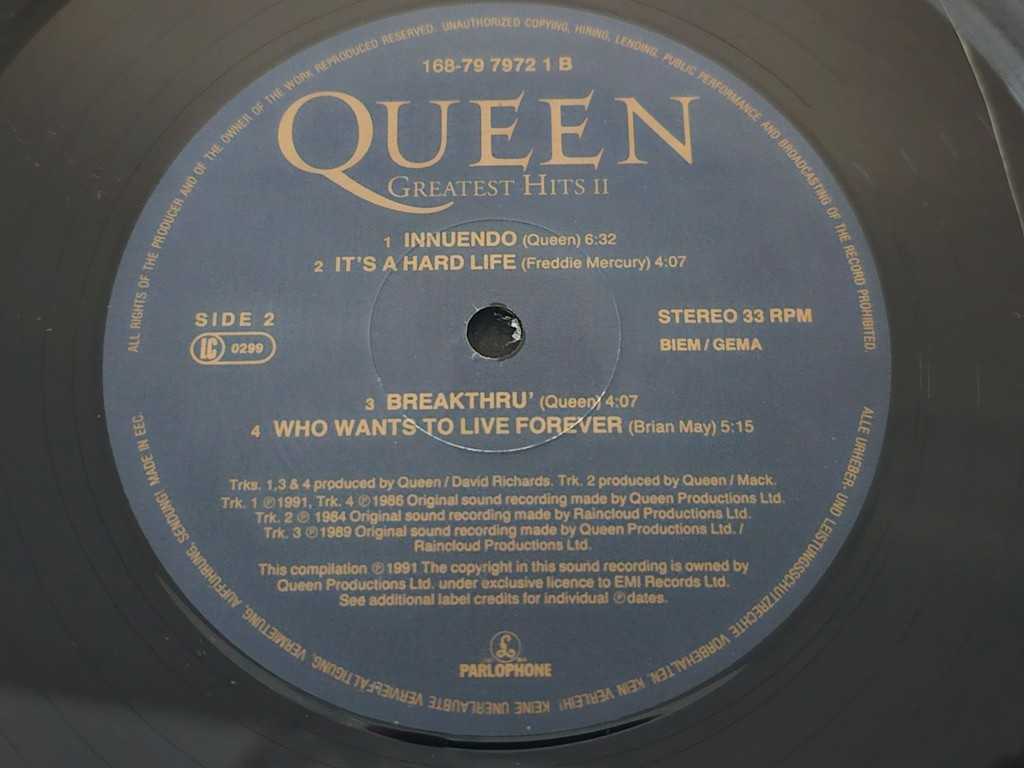 168-79 7972 1 B
QUEEN
GREATEST HITS II
1 INNUENDO (Queen) 6:32
2 IT'S A HARD LIFE (Freddie Mercury) 4:07
SIDE 2
LC 0299
STEREO 33 RPM
BIEM / GEMA
3 BREAKTHRU' (Queen) 4:07
4 WHO WANTS TO LIVE FOREVER (Brian May) 5:15
Trks. 1,3 & 4 produced by Queen / David Richards. Trk. 2 produced by Queen / Mack.
Trk. 1 ℗1991, Trk. 4 ℗1986 Original sound recording made by Queen Productions Ltd.
Trk. 2 ℗ 1984 Original sound recording made by Raincloud Productions Ltd.
Trk. 3 ℗1989 Original sound recording made by Queen Productions Ltd. /
Raincloud Productions Ltd.
This compilation ℗1991 The copyright in this sound recording is owned by
Queen Productions Ltd. under exclusive licence to EMI Records Ltd.
See additional label credits for individual ℗dates.
PARLOPHONE
ALL RIGHTS OF THE PRODUCER AND OF THE OWNER OF THE WORK REPRODUCED RESERVED. UNAUTHORIZED COPYING, HIRING, LENDING, PUBLIC PERFORMANCE AND BROADCASTING OF THE RECORD PROHIBITED.
ALLE URHEBER- UND LEISTUNGSSCHUTZRECHTE VORBEHALTEN. KEIN VERLEIH! KEINE UNERLAUBTE VERVIELFÄLTIGUNG, VERMIETUNG, AUFFÜHRUNG, SENDUNG! MADE IN EEC.